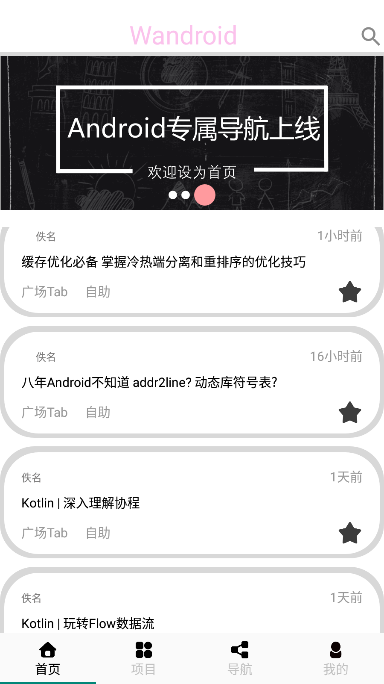 Wandroid
Android专属导航上线
欢迎设为首页
佚名 1小时前
缓存优化必备 掌握冷热端分离和重排序的优化技巧
广场Tab 自助
佚名 16小时前
八年Android不知道 addr2line? 动态库符号表?
广场Tab 自助
佚名 1天前
Kotlin | 深入理解协程
广场Tab 自助
佚名 1天前
Kotlin | 玩转Flow数据流
首页 项目 导航 我的